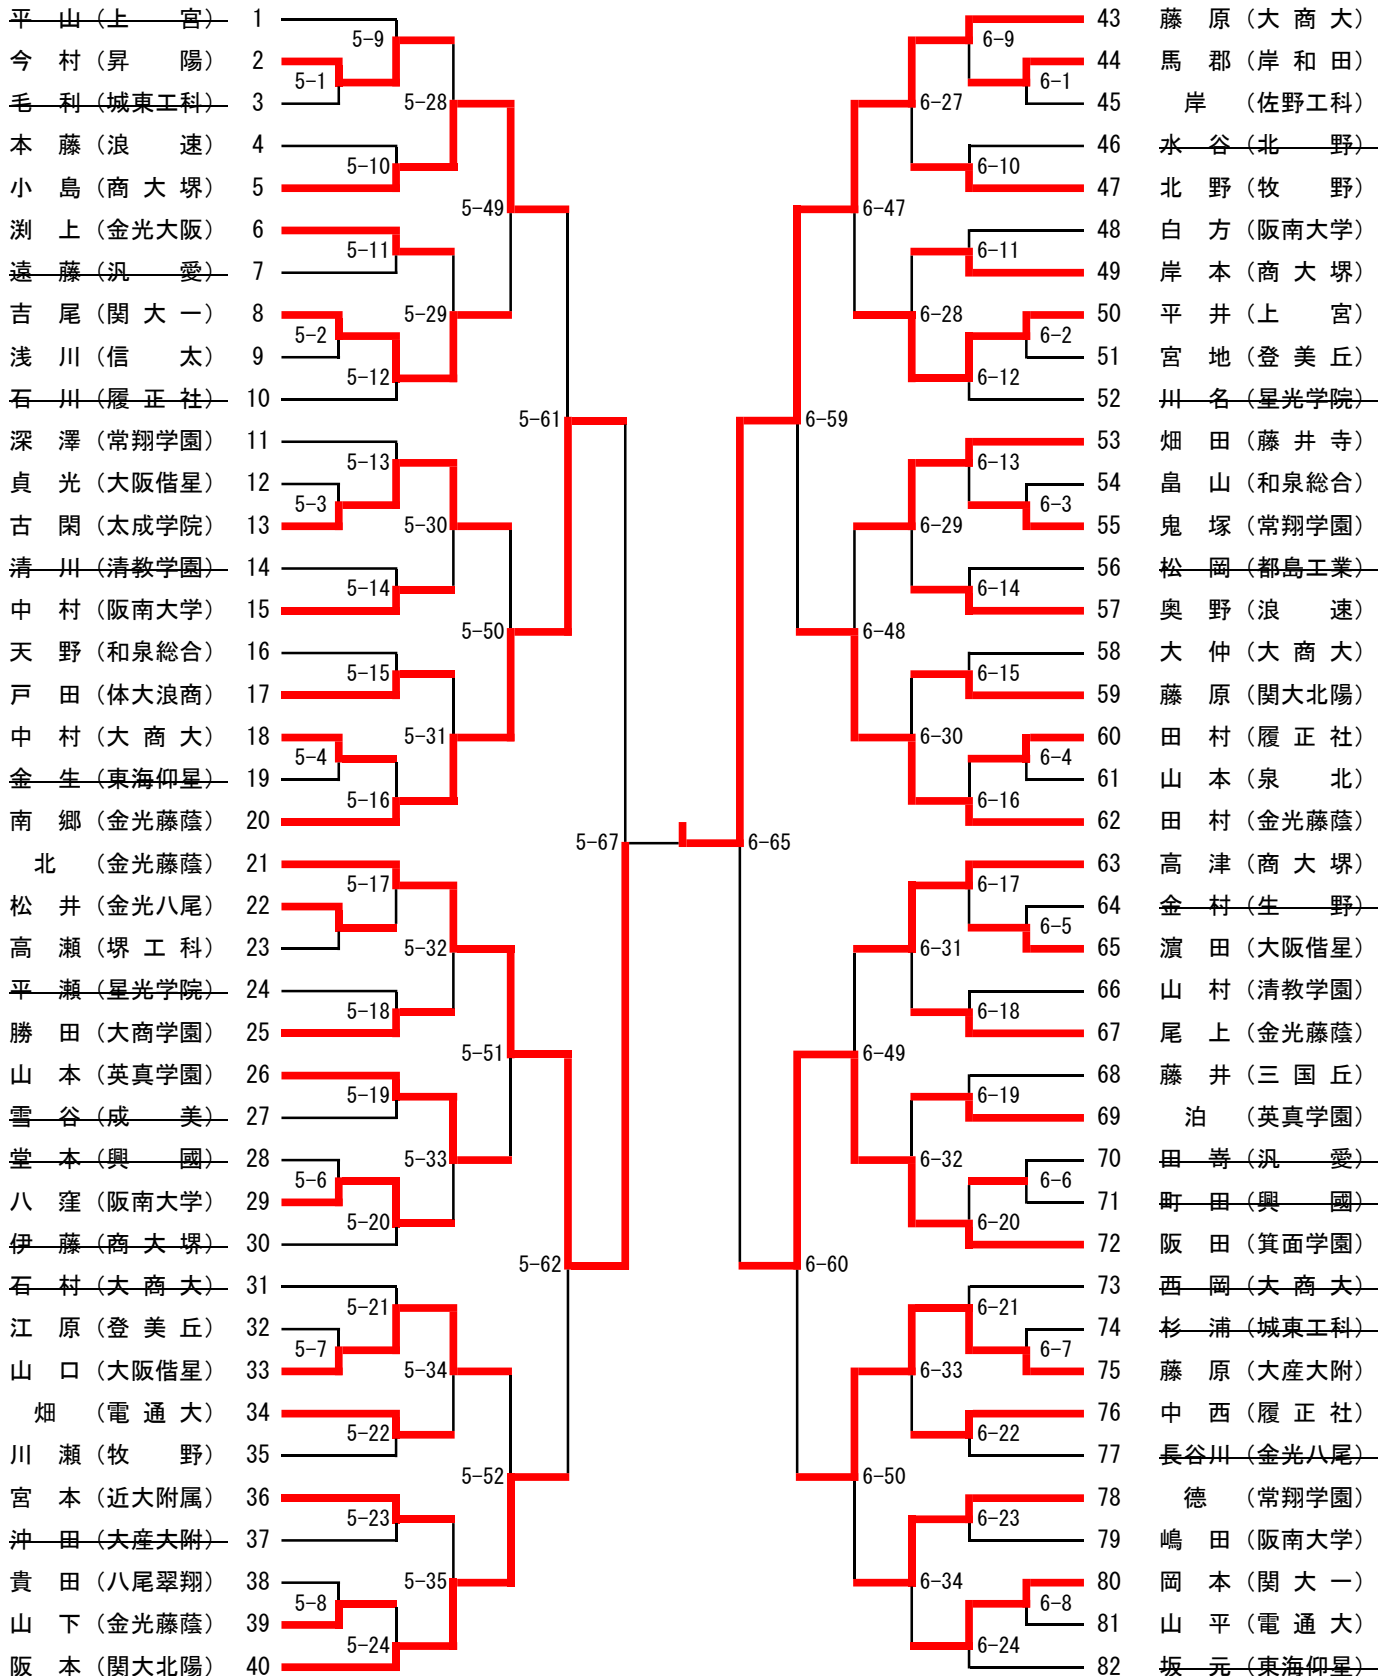 平　山（上　　宮） 1 43 藤　原（大 商 大）
5-9 6-9
今　村（昇　　陽） 2 44 馬　郡（岸 和 田）
5-1 6-1
毛　利（城東工科） 3 5-28 6-27 45 岸　（佐野工科）
本　藤（浪　　速） 4 46 水　谷（北　　野）
5-10 6-10
小　島（商 大 堺） 5 47 北　野（牧　　野）
5-49 6-47
渕　上（金光大阪） 6 48 白　方（阪南大学）
5-11 6-11
遠　藤（汎　　愛） 7 49 岸　本（商 大 堺）
吉　尾（関 大 一） 8 5-29 6-28 50 平　井（上　　宮）
5-2 6-2
浅　川（信　　太） 9 51 宮　地（登 美 丘）
5-12 6-12
石　川（履 正 社） 10 52 川　名（星光学院）
5-61 6-59
深　澤（常翔学園） 11 53 畑　田（藤 井 寺）
5-13 6-13
貞　光（大阪偕星） 12 54 畠　山（和泉総合）
5-3 6-3
古　閑（太成学院） 13 5-30 6-29 55 鬼　塚（常翔学園）
清　川（清教学園） 14 56 松　岡（都島工業）
5-14 6-14
中　村（阪南大学） 15 57 奥　野（浪　　速）
5-50 6-48
天　野（和泉総合） 16 58 大　仲（大 商 大）
5-15 6-15
戸　田（体大浪商） 17 59 藤　原（関大北陽）
中　村（大 商 大） 18 5-31 6-30 60 田　村（履 正 社）
5-4 6-4
金　生（東海仰星） 19 61 山　本（泉　　北）
5-16 6-16
南　郷（金光藤蔭） 20 62 田　村（金光藤蔭）
5-67 6-65
北　（金光藤蔭） 21 63 高　津（商 大 堺）
5-17 6-17
松　井（金光八尾） 22 64 金　村（生　　野）
6-5
高　瀬（堺 工 科） 23 5-32 6-31 65 濵　田（大阪偕星）
平　瀬（星光学院） 24 66 山　村（清教学園）
5-18 6-18
勝　田（大商学園） 25 67 尾　上（金光藤蔭）
5-51 6-49
山　本（英真学園） 26 68 藤　井（三 国 丘）
5-19 6-19
雪　谷（成　　美） 27 69 泊　（英真学園）
堂　本（興　　國） 28 5-33 6-32 70 田　嵜（汎　　愛）
5-6 6-6
八　窪（阪南大学） 29 71 町　田（興　　國）
5-20 6-20
伊　藤（商 大 堺） 30 72 阪　田（箕面学園）
5-62 6-60
石　村（大 商 大） 31 73 西　岡（大 商 大）
5-21 6-21
江　原（登 美 丘） 32 74 杉　浦（城東工科）
5-7 6-7
山　口（大阪偕星） 33 5-34 6-33 75 藤　原（大産大附）
畑　（電 通 大） 34 76 中　西（履 正 社）
5-22 6-22
川　瀬（牧　　野） 35 77 長谷川（金光八尾）
5-52 6-50
宮　本（近大附属） 36 78 德　（常翔学園）
5-23 6-23
沖　田（大産大附） 37 79 嶋　田（阪南大学）
貴　田（八尾翠翔） 38 5-35 6-34 80 岡　本（関 大 一）
5-8 6-8
山　下（金光藤蔭） 39 81 山　平（電 通 大）
5-24 6-24
阪　本（関大北陽） 40 82 坂　元（東海仰星）